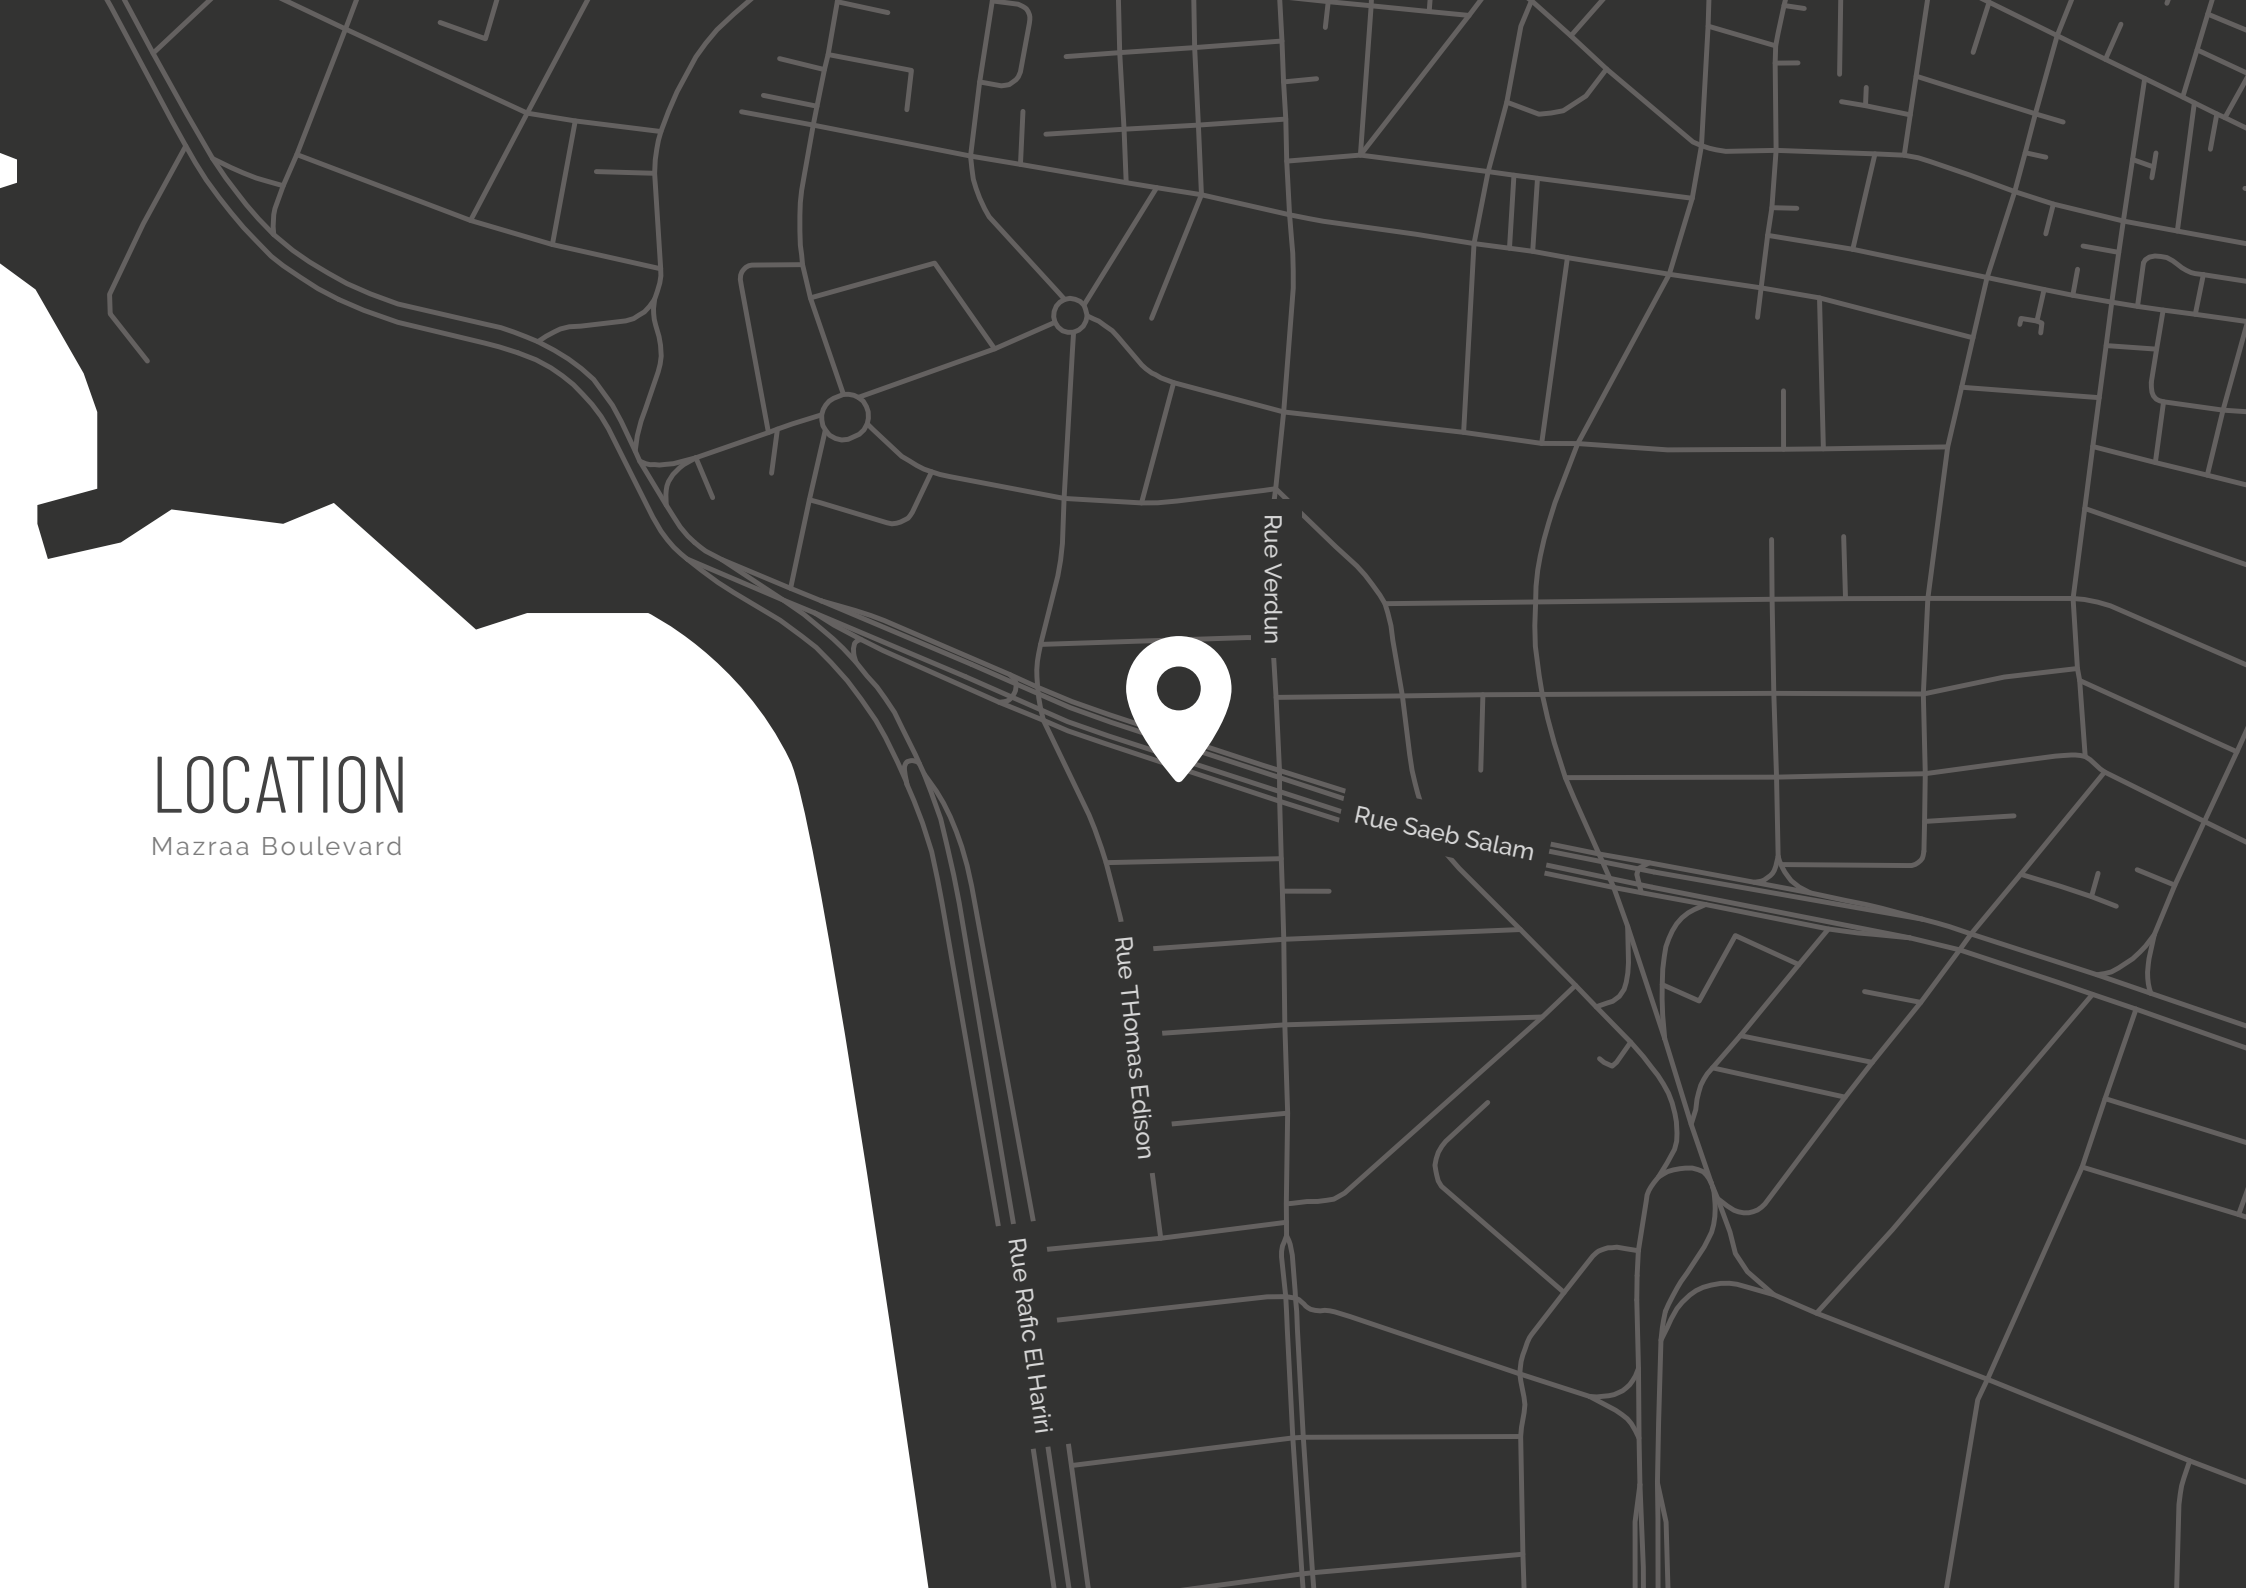 LOCATION
Mazraa Boulevard
Rue Verdun
Rue Saeb Salam
Rue THomas Edison
Rue Rafic El Hariri